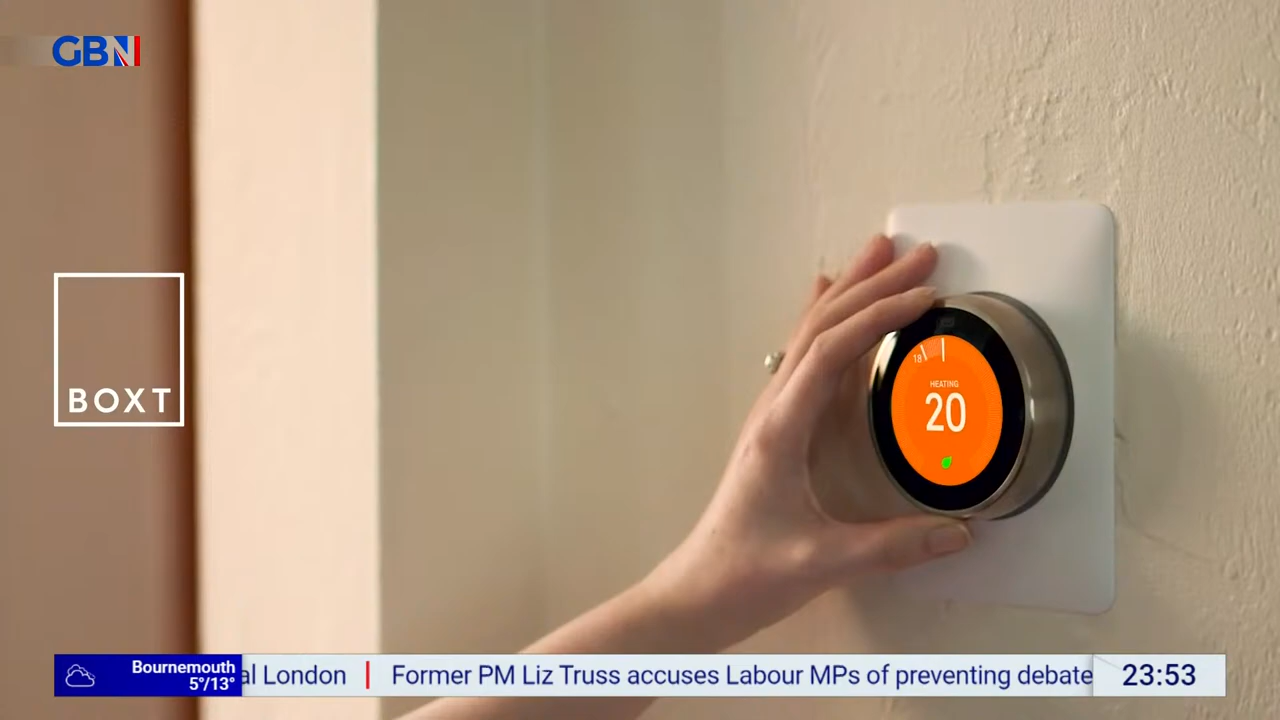 GBN
BOXT
18
HEATING
20
Bournemouth
5°/13°
al London | Former PM Liz Truss accuses Labour MPs of preventing debate
23:53